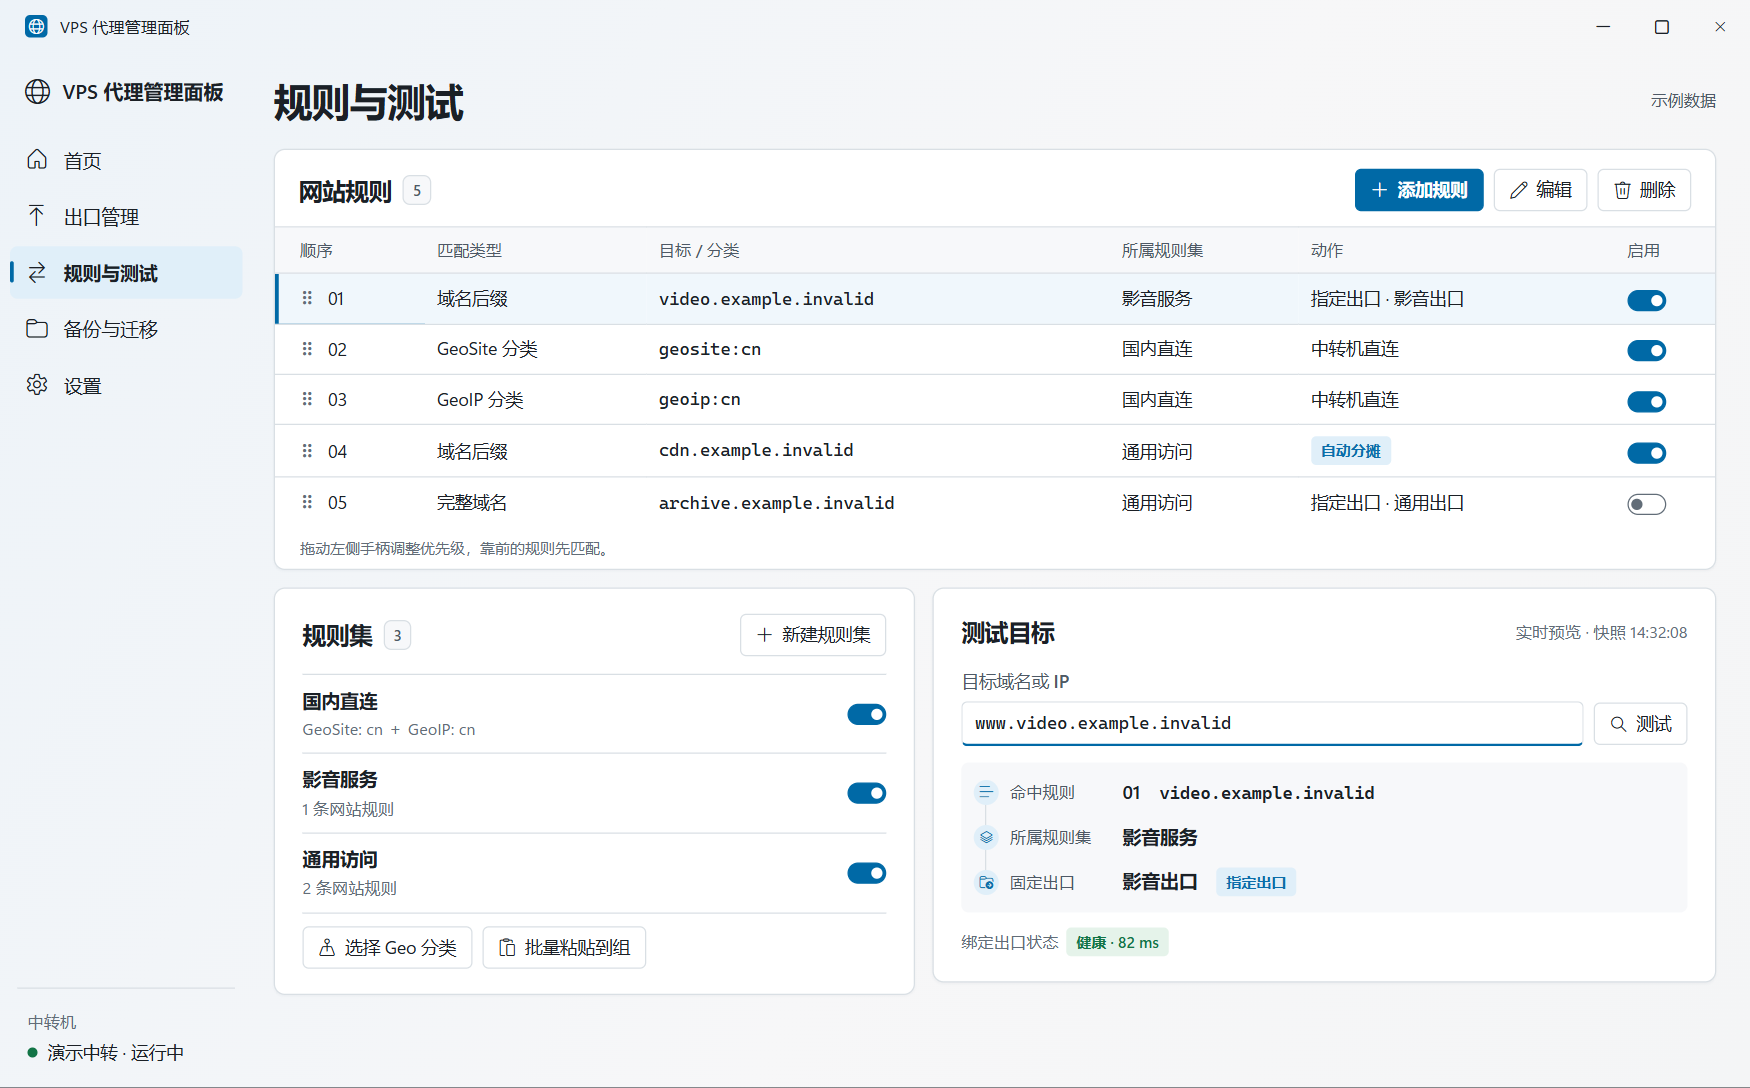 VPS 代理管理面板
VPS 代理管理面板
首页
出口管理
规则与测试
备份与迁移
设置
中转机
演示中转 · 运行中
规则与测试
示例数据
网站规则 5
添加规则 编辑 删除
顺序 匹配类型 目标 / 分类 所属规则集 动作 启用
01 域名后缀 video.example.invalid 影音服务 指定出口 · 影音出口
02 GeoSite 分类 geosite:cn 国内直连 中转机直连
03 GeoIP 分类 geoip:cn 国内直连 中转机直连
04 域名后缀 cdn.example.invalid 通用访问 自动分摊
05 完整域名 archive.example.invalid 通用访问 指定出口 · 通用出口
拖动左侧手柄调整优先级，靠前的规则先匹配。
规则集 3
新建规则集
国内直连
GeoSite: cn + GeoIP: cn
影音服务
1 条网站规则
通用访问
2 条网站规则
选择 Geo 分类 批量粘贴到组
测试目标
实时预览 · 快照 14:32:08
目标域名或 IP
www.video.example.invalid 测试
命中规则 01 video.example.invalid
所属规则集 影音服务
固定出口 影音出口 指定出口
绑定出口状态 健康 · 82 ms